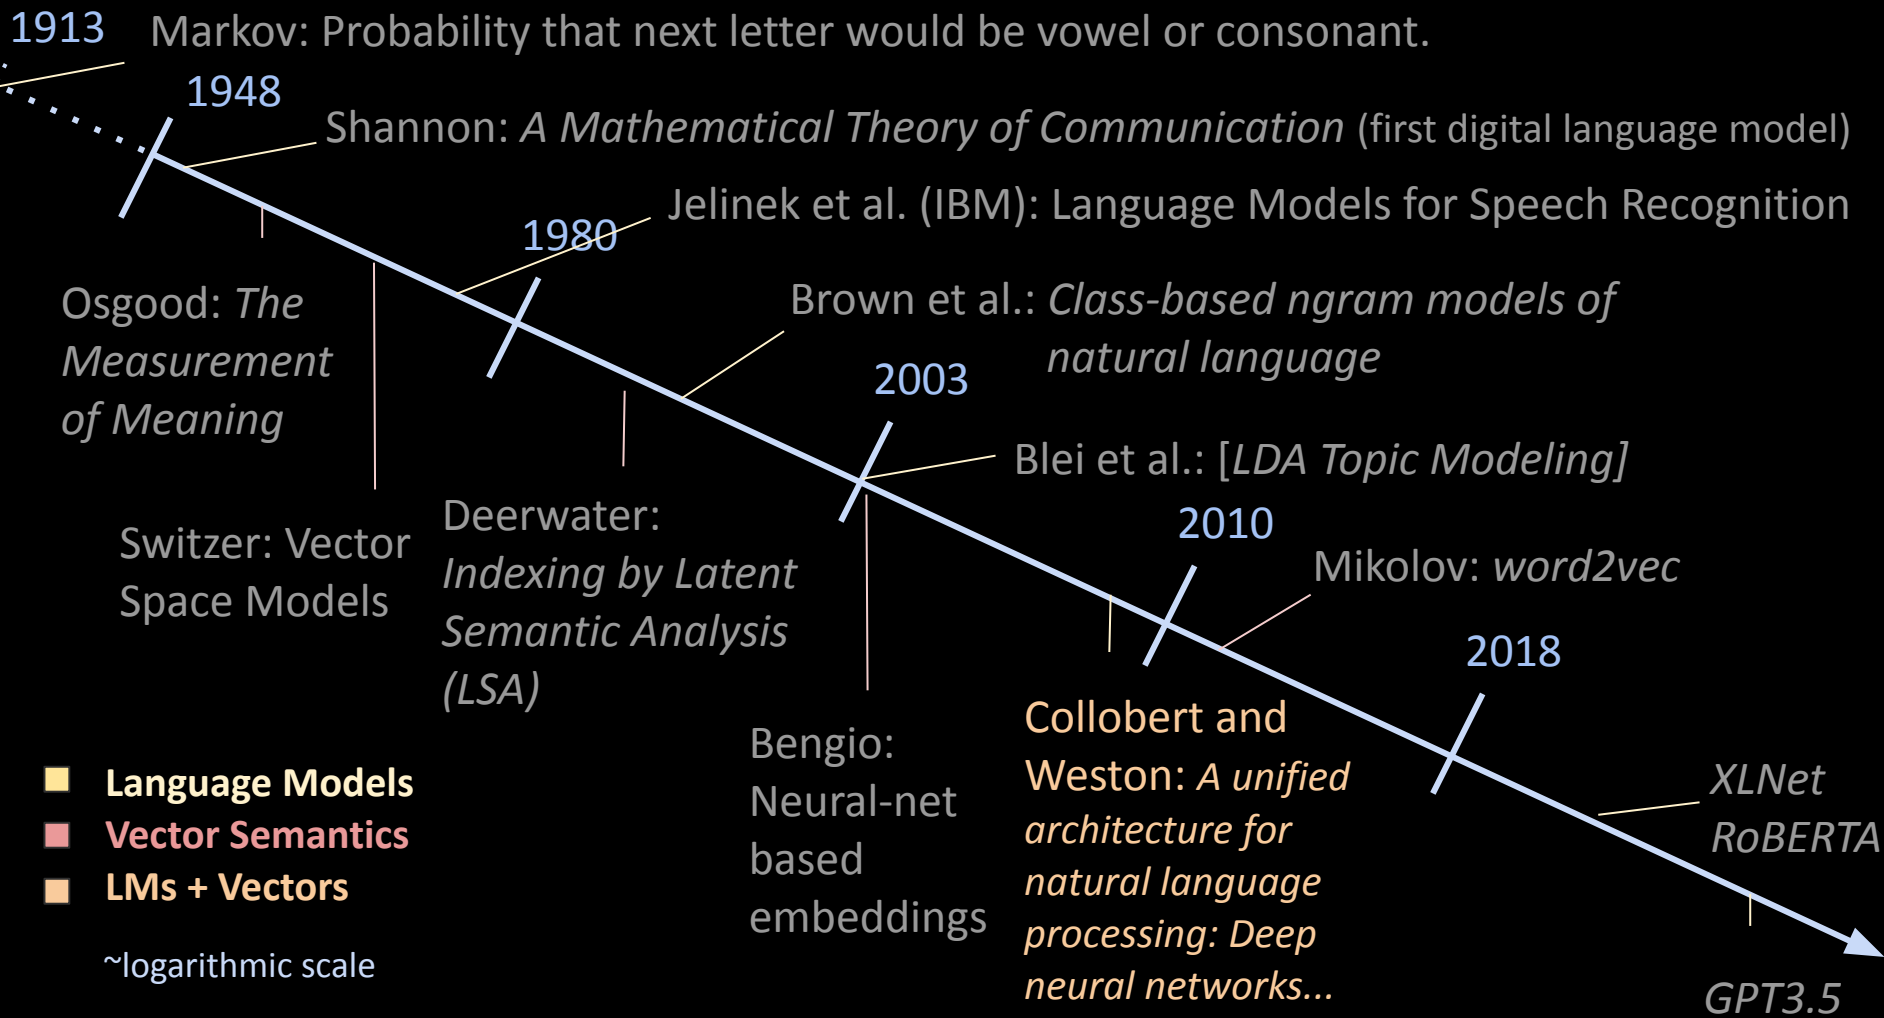 1913
Markov: Probability that next letter would be vowel or consonant.
1948
Shannon: A Mathematical Theory of Communication (first digital language model)
Jelinek et al. (IBM): Language Models for Speech Recognition
1980
Osgood: The
Measurement
of Meaning
Brown et al.: Class-based ngram models of
natural language
2003
Blei et al.: [LDA Topic Modeling]
Switzer: Vector
Space Models
Deerwater:
Indexing by Latent
Semantic Analysis
(LSA)
2010
Mikolov: word2vec
2018
Bengio:
Neural-net
based
embeddings
Collobert and
Weston: A unified
architecture for
natural language
processing: Deep
neural networks...
XLNet
RoBERTA
GPT3.5
Language Models
Vector Semantics
LMs + Vectors
~logarithmic scale